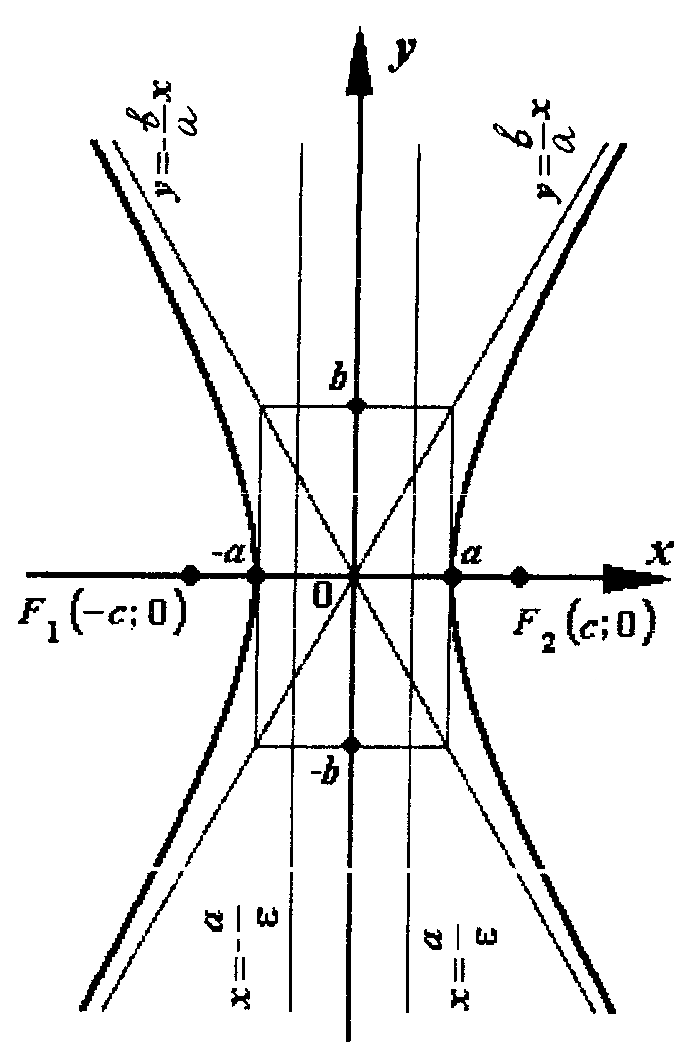 y
y=-b/a x
y=b/a x
b
-a
a
x
0
F₁(-c; 0)
F₂(c; 0)
-b
x=-a/ε
x=a/ε